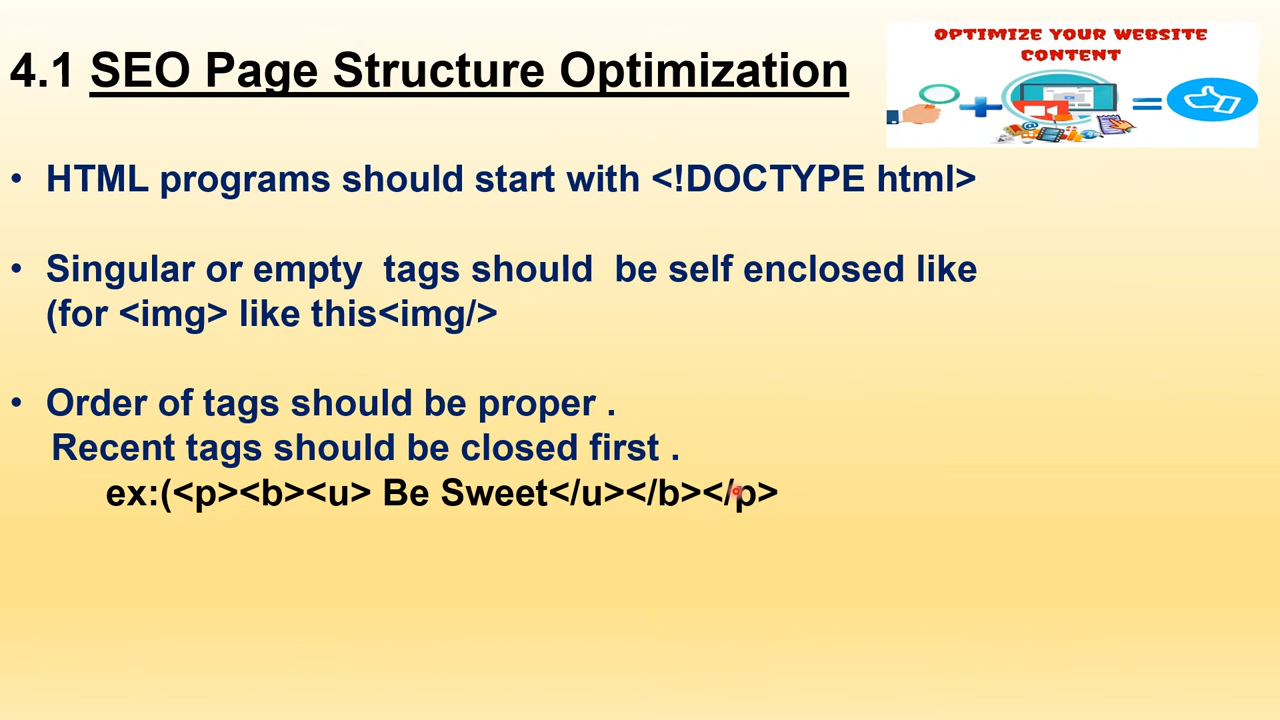 4.1 SEO Page Structure Optimization
OPTIMIZE YOUR WEBSITE
CONTENT
• HTML programs should start with <!DOCTYPE html>
• Singular or empty  tags should  be self enclosed like
(for <img> like this<img/>
• Order of tags should be proper .
Recent tags should be closed first .
ex:(<p><b><u> Be Sweet</u></b></p>